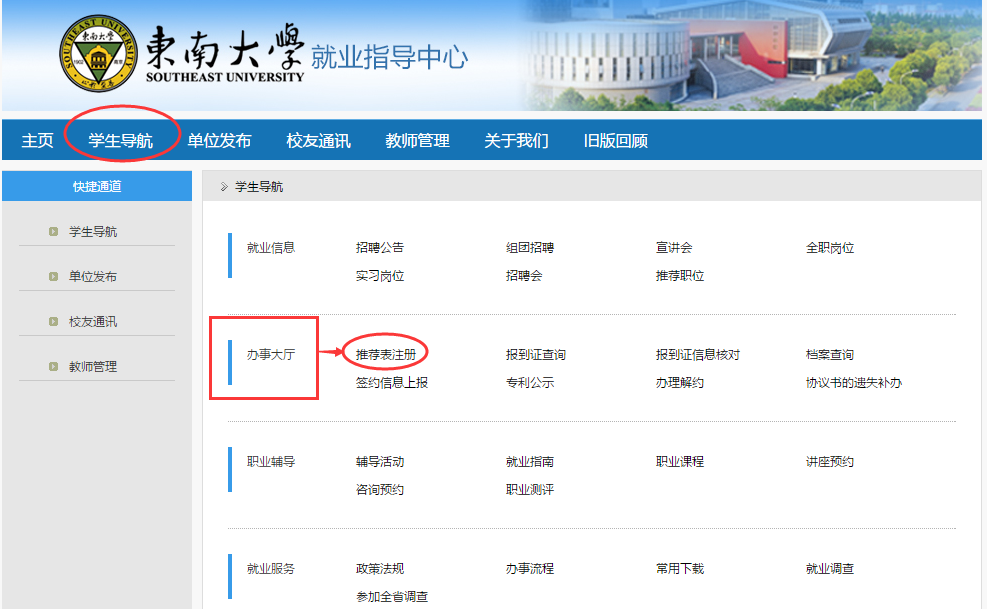 東南大學
SOUTHEAST UNIVERSITY
就业指导中心
主页 学生导航 单位发布 校友通讯 教师管理 关于我们 旧版回顾
快捷通道
学生导航
单位发布
校友通讯
教师管理
学生导航
就业信息 招聘公告 组团招聘 宣讲会 全职岗位
实习岗位 招聘会 推荐职位
办事大厅 推荐表注册 报到证查询 报到证信息核对 档案查询
签约信息上报 专利公示 办理解约 协议书的遗失补办
职业辅导 辅导活动 就业指南 职业课程 讲座预约
咨询预约 职业测评
就业服务 政策法规 办事流程 常用下载 就业调查
参加全省调查